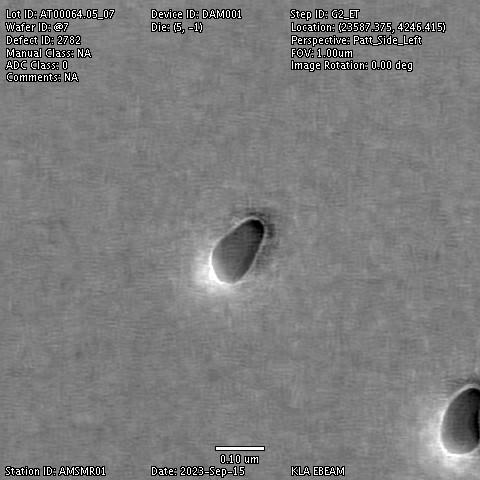 Lot ID: AT00064.05_07
Wafer ID: @7
Defect ID: 2782
Manual Class: NA
ADC Class: 0
Comments: NA
Device ID: DAM001
Die: (5, -1)
Step ID: G2_ET
Location: (23587.375, 4246.415)
Perspective: Patt_Side_Left
FOV: 1.00um
Image Rotation: 0.00 deg
0.10 um
Station ID: AMSMR01
Date: 2023-Sep-15
KLA EBEAM